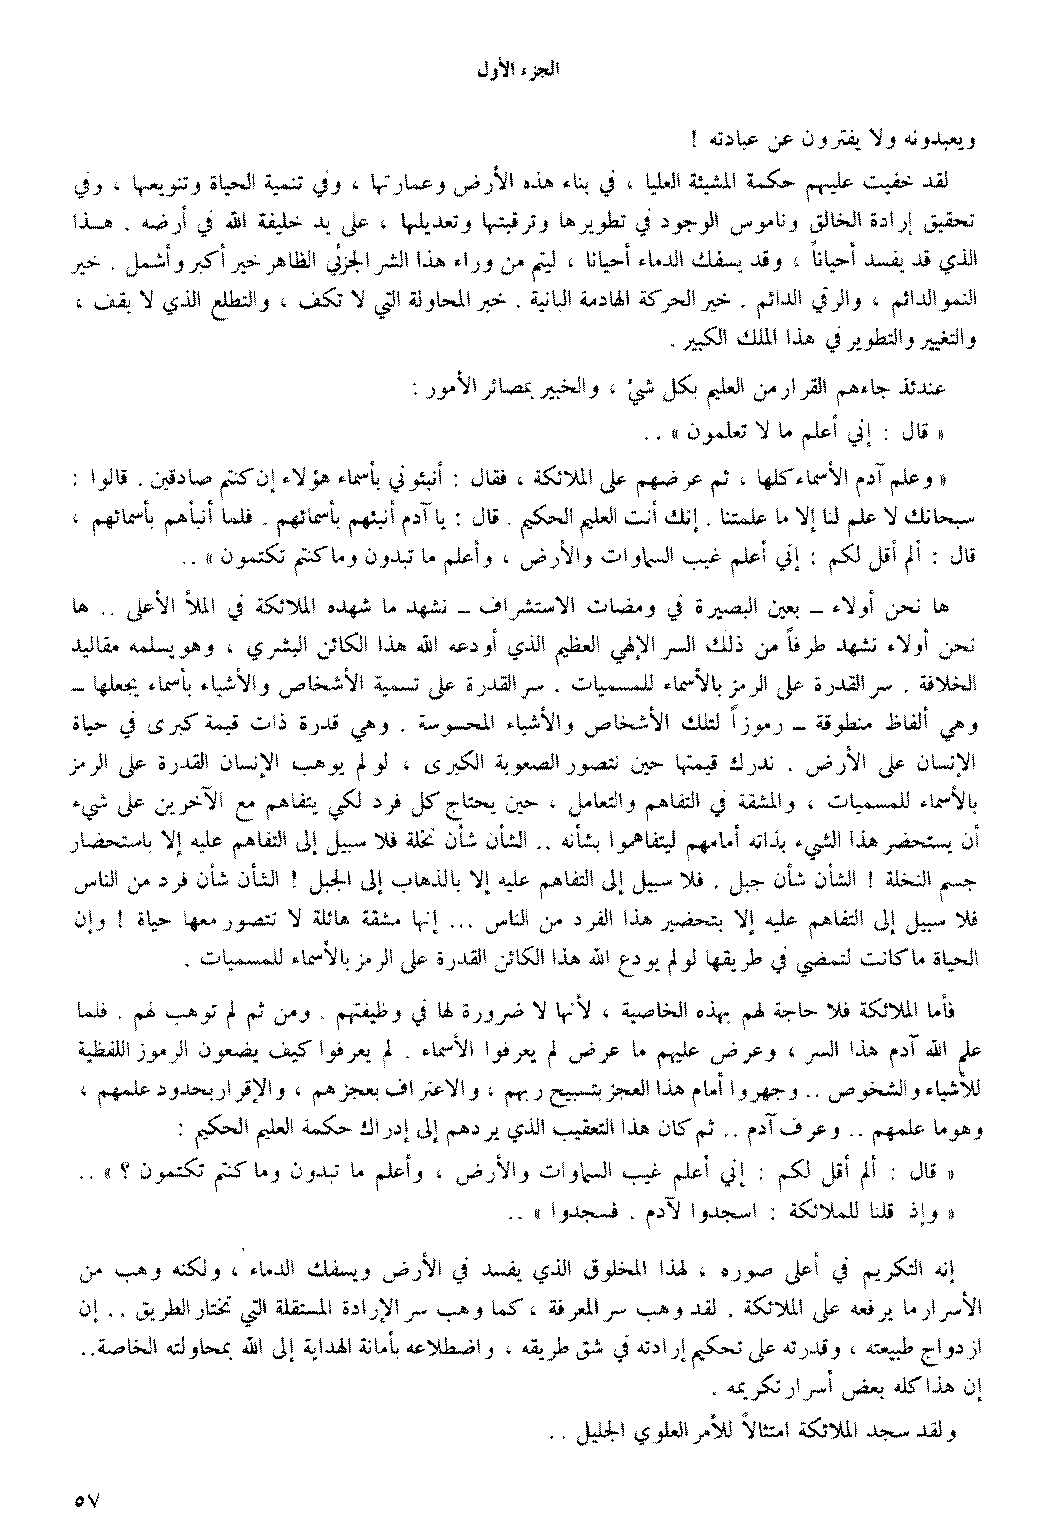 الجزء الأول
ويعبدونه ولا يفترون عن عبادته !
لقد خفيت عليهم حكمة المشيئة العليا ، في بناء هذه الأرض وعمارتها ، وفي تنمية الحياة وتنويعها ، وفي
تحقيق إرادة الخالق وناموس الوجود في تطويرها وترقيتها وتعديلها ، على يد خليفة الله في أرضه . هـذا
الذي قد يفسد أحياناً ، وقد يسفك الدماء أحيانا ، ليتم من وراء هذا الشر الجزئي الظاهر خير أكبر وأشمل . خير
النمو الدائم ، والرقي الدائم . خير الحركة الهادمة البانية . خير المحاولة التي لا تكف ، والتطلع الذي لا يقف ،
والتغيير والتطوير في هذا الملك الكبير .
عندئذ جاءهم القرار من العليم بكل شيْ ، والخبير بمصائر الأمور :
« قال : إني أعلم ما لا تعلمون » ..
« وعلم آدم الأسماء كلها ، ثم عرضهم على الملائكة ، فقال : أنبئوني بأسماء هؤلاء إن كنتم صادقين . قالوا :
سبحانك لا علم لنا إلا ما علمتنا . إنك أنت العليم الحكيم . قال : يا آدم أنبئهم بأسمائهم . فلما أنبأهم بأسمائهم ،
قال : ألم أقل لكم : إني أعلم غيب السماوات والأرض ، وأعلم ما تبدون وما كنتم تكتمون » ..
ها نحن أولاء – بعين البصيرة في ومضات الاستشراف – نشهد ما شهده الملائكة في الملأ الأعلى .. ها
نحن أولاء نشهد طرفاً من ذلك السر الإلهي العظيم الذي أودعه الله هذا الكائن البشري ، وهو يسلمه مقاليد
الخلافة . سر القدرة على الرمز بالأسماء للمسميات . سر القدرة على تسمية الأشخاص والأشياء بأسماء يجعلها –
وهي ألفاظ منطوقة – رموزاً لتلك الأشخاص والأشياء المحسوسة . وهي قدرة ذات قيمة كبرى في حياة
الإنسان على الأرض . ندرك قيمتها حين نتصور الصعوبة الكبرى ، لو لم يوهب الإنسان القدرة على الرمز
بالأسماء للمسميات ، والمشقة في التفاهم والتعامل ، حين يحتاج كل فرد لكي يتفاهم مع الآخرين على شيء
أن يستحضر هذا الشيء بذاته أمامهم ليتفاهموا بشأنه .. الشأن شأن نخلة فلا سبيل إلى التفاهم عليه إلا باستحضار
جسم النخلة ! الشأن شأن جبل . فلا سبيل إلى التفاهم عليه إلا بالذهاب إلى الجبل ! الشأن شأن فرد من الناس
فلا سبيل إلى التفاهم عليه إلا بتحضير هذا الفرد من الناس ... إنها مشقة هائلة لا تتصور معها حياة ! وإن
الحياة ما كانت لتمضي في طريقها لو لم يودع الله هذا الكائن القدرة على الرمز بالأسماء للمسميات .
فأما الملائكة فلا حاجة لهم بهذه الخاصية ، لأنها لا ضرورة لها في وظيفتهم . ومن ثم لم توهب لهم . فلما
علم الله آدم هذا السر ، وعرض عليهم ما عرض لم يعرفوا الأسماء . لم يعرفوا كيف يضعون الرموز اللفظية
للأشياء والشخوص .. وجهروا أمام هذا العجز بتسبيح ربهم ، والاعتراف بعجزهم ، والإقرار بحدود علمهم ،
وهو ما علمهم .. وعرف آدم .. ثم كان هذا التعقيب الذي يردهم إلى إدراك حكمة العليم الحكيم :
« قال : ألم أقل لكم : إني أعلم غيب السماوات والأرض ، وأعلم ما تبدون وما كنتم تكتمون ؟ » ..
« وإذ قلنا للملائكة : اسجدوا لآدم . فسجدوا » ..
إنه التكريم في أعلى صوره ، لهذا المخلوق الذي يفسد في الأرض ويسفك الدماء ، ولكنه وهب من
الأسرار ما يرفعه على الملائكة . لقد وهب سر المعرفة ، كما وهب سر الإرادة المستقلة التي تختار الطريق .. إن
ازدواج طبيعته ، وقدرته على تحكيم إرادته في شق طريقه ، واضطلاعه بأمانة الهداية إلى الله بمحاولته الخاصة..
إن هذا كله بعض أسرار تكريمه .
ولقد سجد الملائكة امتثالاً للأمر العلوي الجليل ..
٥٧